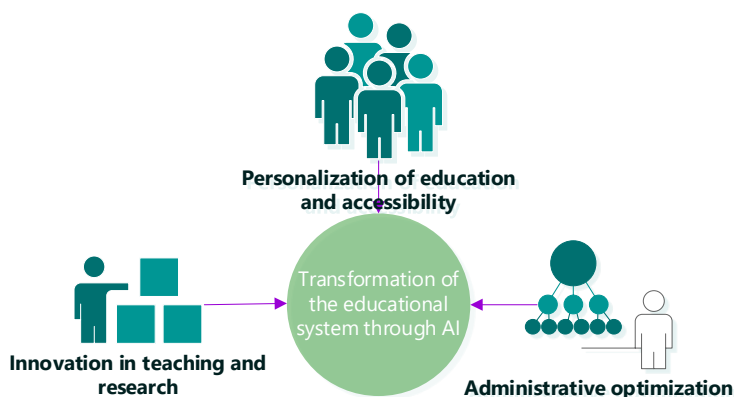 Personalization of education
and accessibility
Transformation of
the educational
system through AI
Innovation in teaching and
research
Administrative optimization